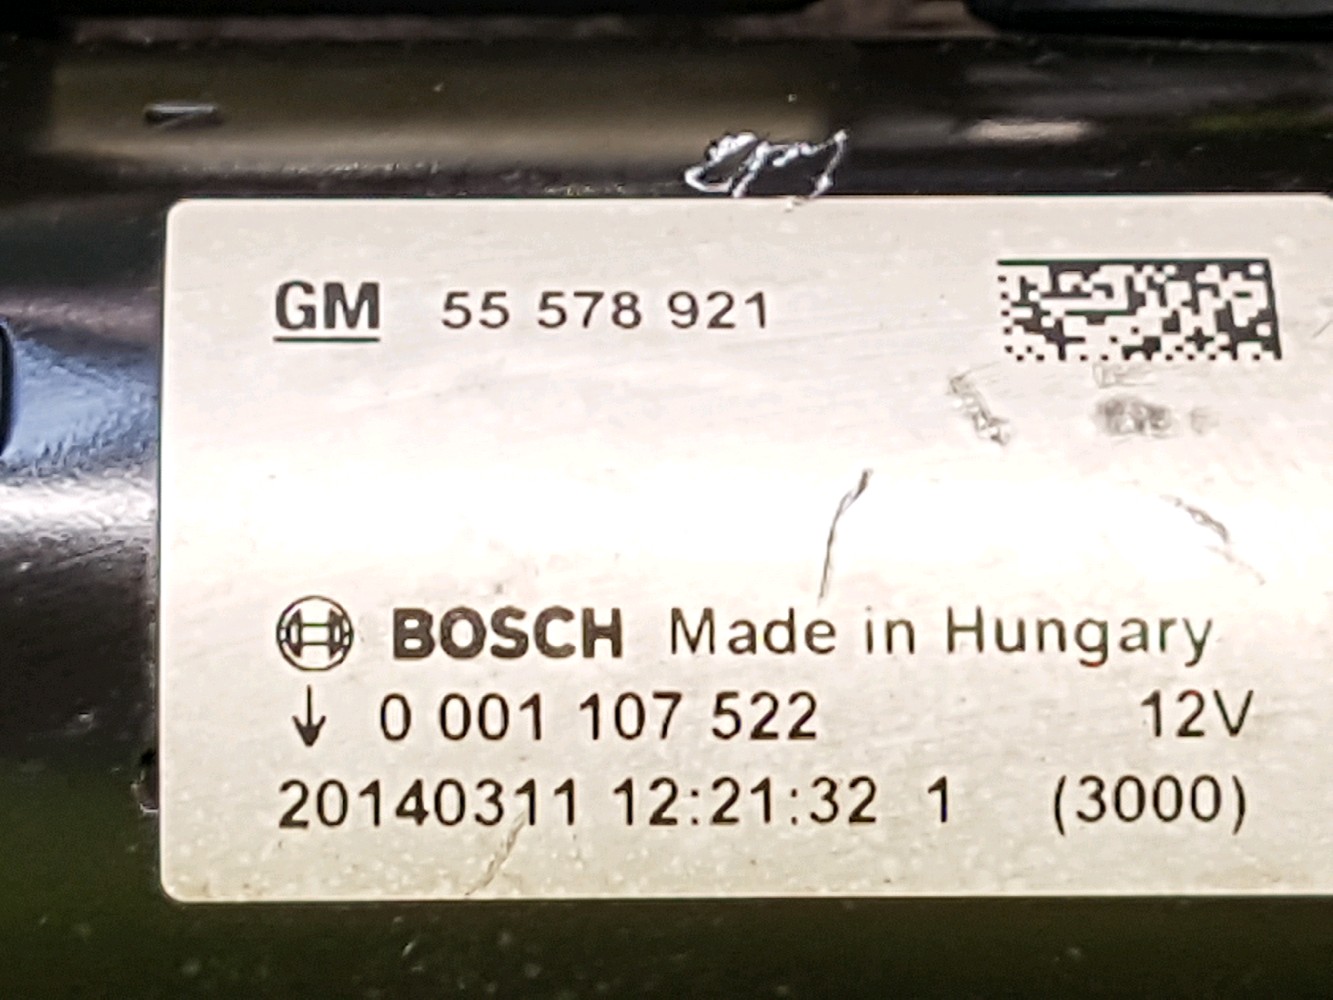 GM 55 578 921
BOSCH Made in Hungary
↓ 0 001 107 522 12V
20140311 12:21:32 1 (3000)